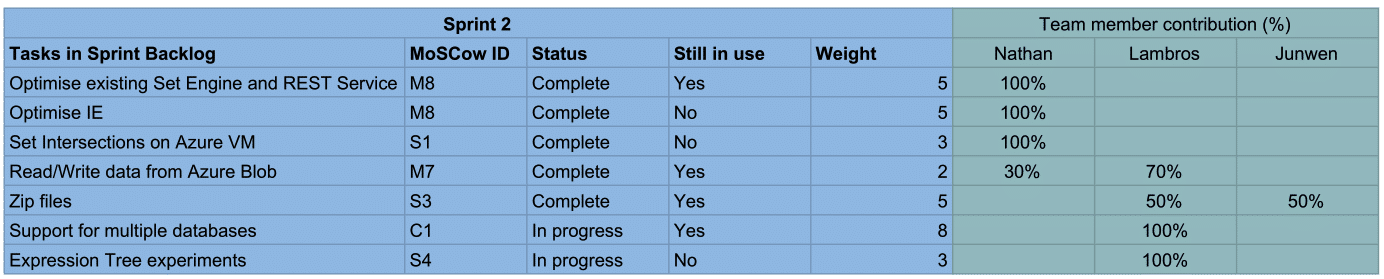 Sprint 2 Team member contribution (%)
Tasks in Sprint Backlog MoSCow ID Status Still in use Weight Nathan Lambros Junwen
Optimise existing Set Engine and REST Service M8 Complete Yes 5 100%
Optimise IE M8 Complete No 5 100%
Set Intersections on Azure VM S1 Complete No 3 100%
Read/Write data from Azure Blob M7 Complete Yes 2 30% 70%
Zip files S3 Complete Yes 5 50% 50%
Support for multiple databases C1 In progress Yes 8 100%
Expression Tree experiments S4 In progress No 3 100%